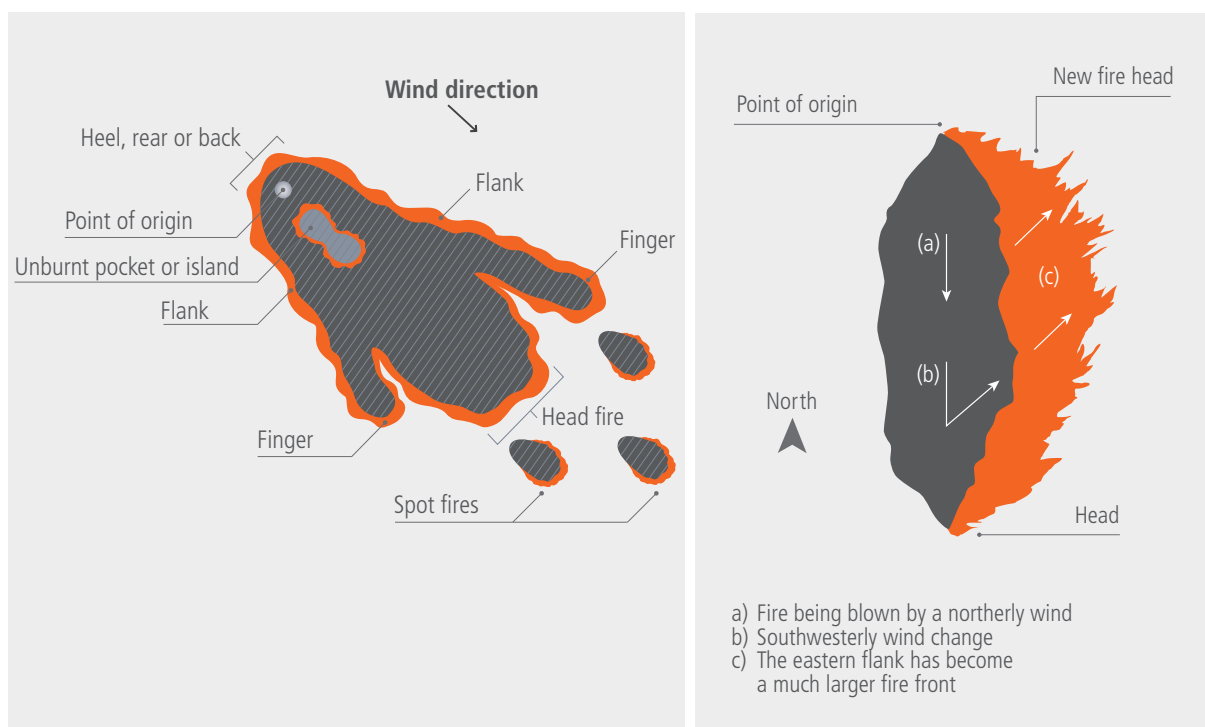 Wind direction
Heel, rear or back
Flank
Point of origin
Finger
Unburnt pocket or island
Flank
Head fire
Finger
Spot fires
New fire head
Point of origin
(a)
(c)
(b)
North
Head
a) Fire being blown by a northerly wind
b) Southwesterly wind change
c) The eastern flank has become
a much larger fire front